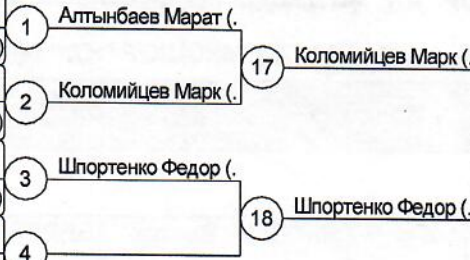 1 Алтынбаев Марат (.
17 Коломийцев Марк (.
2 Коломийцев Марк (.
3 Шпортенко Федор (.
18 Шпортенко Федор (.
4